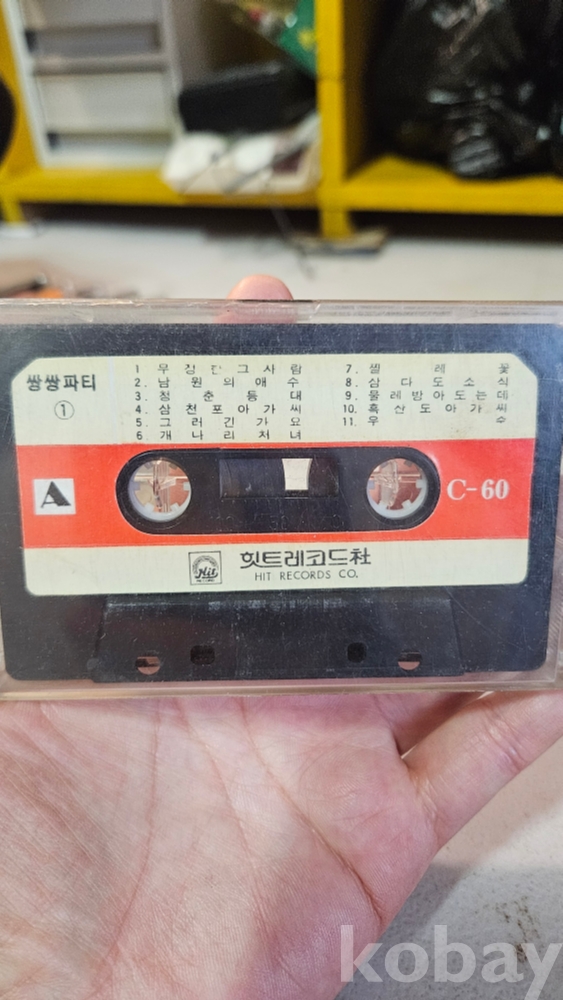 쌍쌍파티
①
1 무정한그사람
2. 남원의애수
3. 청춘등대
4. 삼천포아가씨
5. 그러긴가요
6. 개나리처녀
7. 찔레꽃
8. 삼다도소식
9. 물레방아도는데
10. 흑산도아가씨
11. 우수
A
C-60
Hit
힛트레코드社
HIT RECORDS CO.
kobay